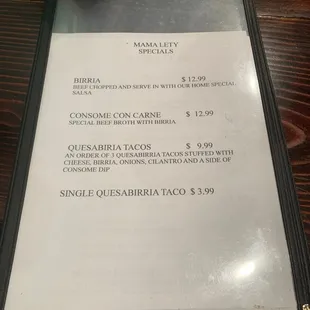 MAMA LETY
SPECIALS
BIRRIA $ 12.99
BEEF CHOPPED AND SERVE IN WITH OUR HOME SPECIAL
SALSA
CONSOME CON CARNE $ 12.99
SPECIAL BEEF BROTH WITH BIRRIA
QUESABIRIA TACOS $ 9.99
AN ORDER OF 3 QUESABIRRIA TACOS STUFFED WITH
CHEESE, BIRRIA, ONIONS, CILANTRO AND A SIDE OF
CONSOME DIP
SINGLE QUESABIRRIA TACO $ 3.99